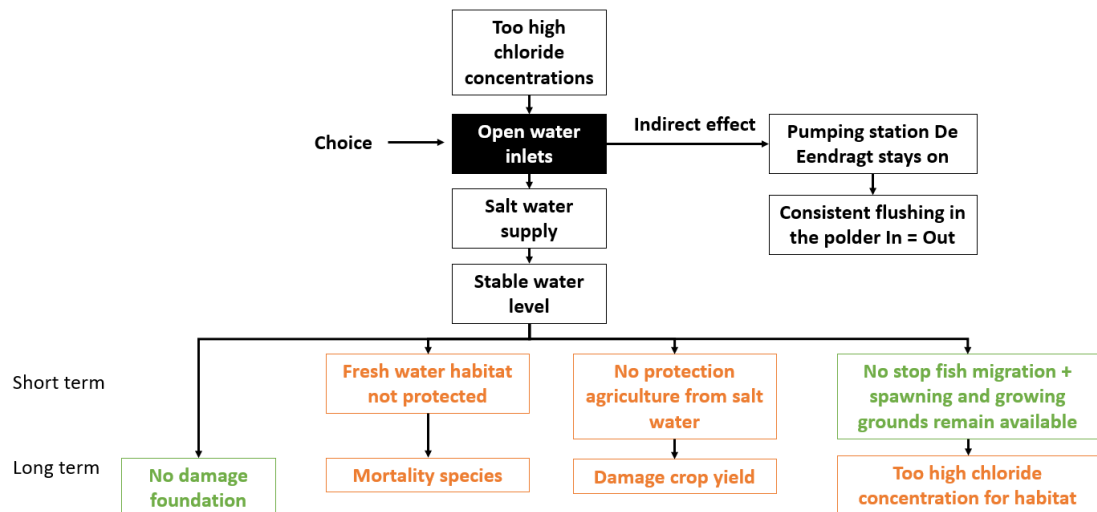 Too high
chloride
concentrations
Choice
Open water
inlets
Indirect effect
Pumping station De
Eendragt stays on
Salt water
supply
Consistent flushing in
the polder In = Out
Stable water
level
Short term
Fresh water habitat
not protected
No protection
agriculture from salt
water
No stop fish migration +
spawning and growing
grounds remain available
Long term
No damage
foundation
Mortality species
Damage crop yield
Too high chloride
concentration for habitat